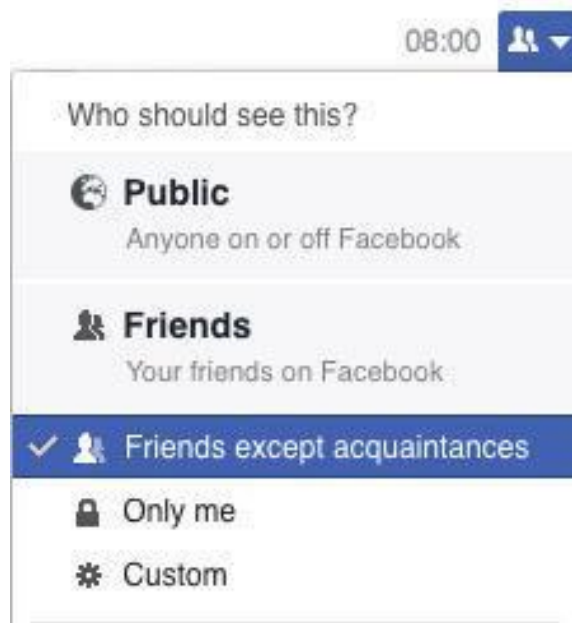 08:00
Who should see this?
Public
Anyone on or off Facebook
Friends
Your friends on Facebook
Friends except acquaintances
Only me
Custom